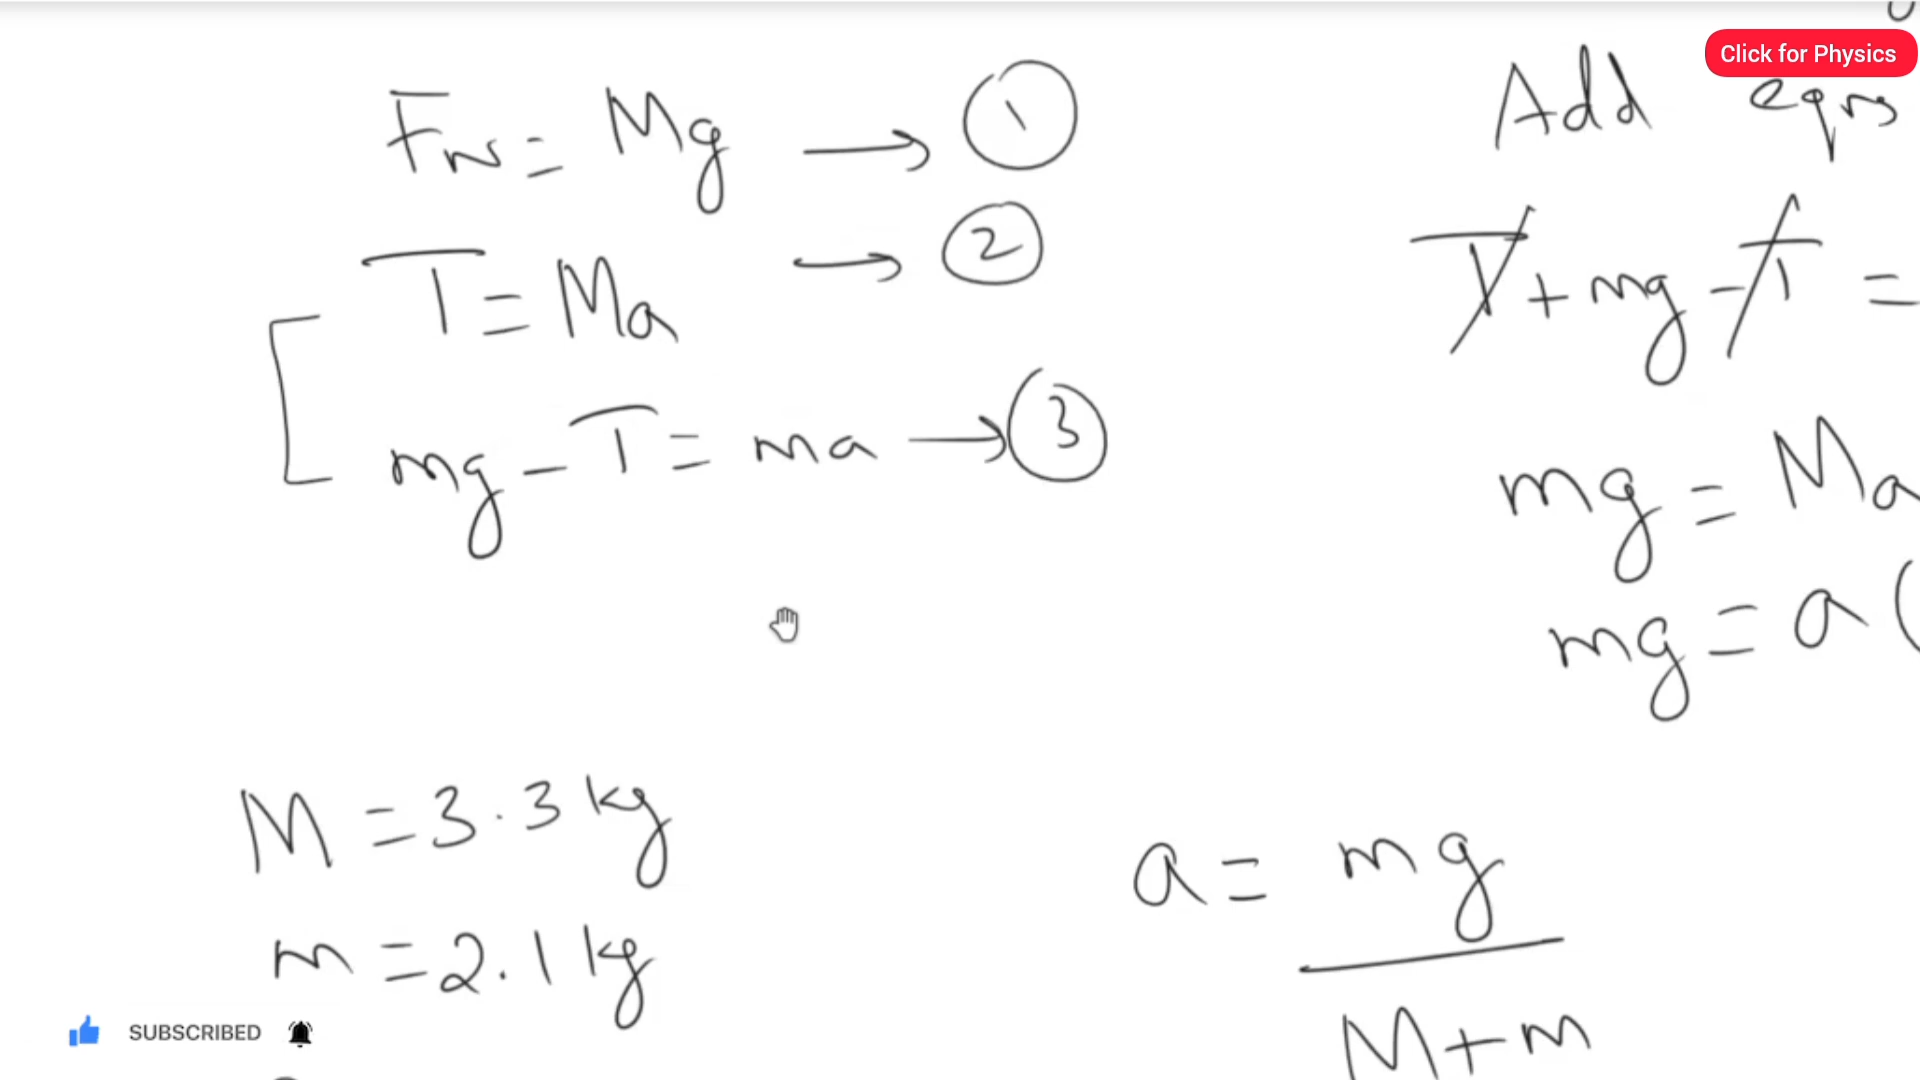 Click for Physics
F_N = Mg → ①
T = Ma → ②
mg - T = ma → ③
M = 3.3 kg
m = 2.1 kg
Add eqns
T + mg - T =
mg = Ma
mg = a (
a = mg
M + m
SUBSCRIBED